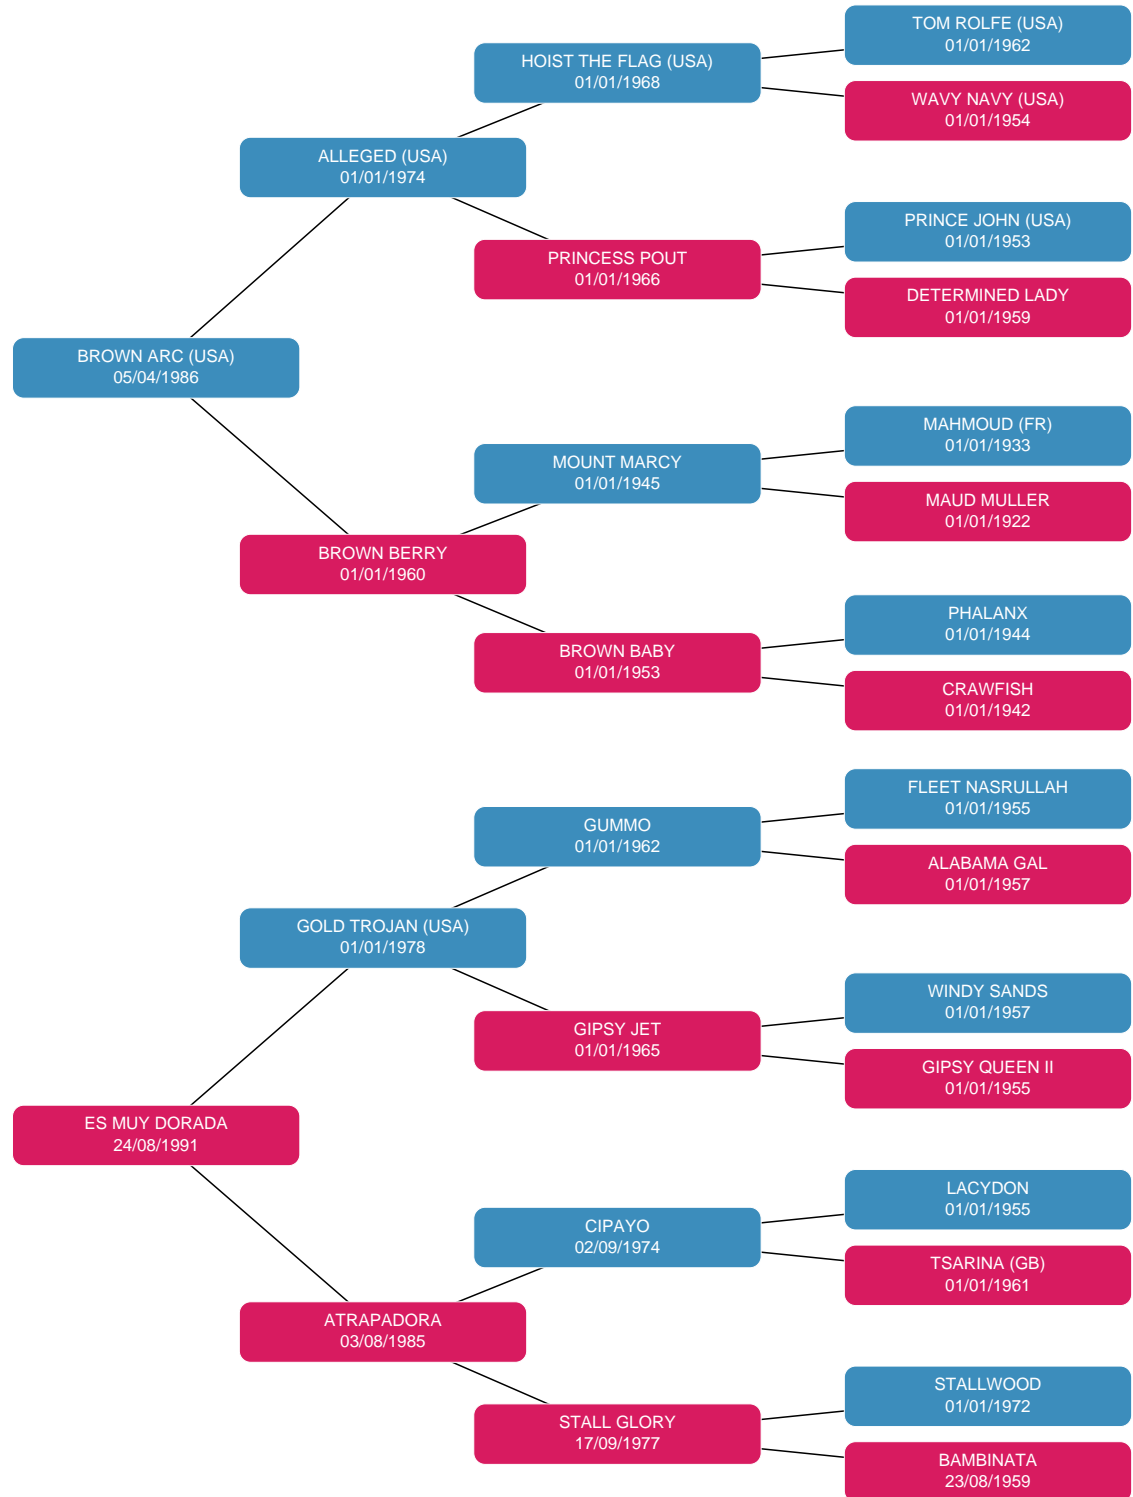 TOM ROLFE (USA)
01/01/1962
HOIST THE FLAG (USA)
01/01/1968
WAVY NAVY (USA)
01/01/1954
ALLEGED (USA)
01/01/1974
PRINCE JOHN (USA)
01/01/1953
PRINCESS POUT
01/01/1966
DETERMINED LADY
01/01/1959
BROWN ARC (USA)
05/04/1986
MAHMOUD (FR)
01/01/1933
MOUNT MARCY
01/01/1945
MAUD MULLER
01/01/1922
BROWN BERRY
01/01/1960
PHALANX
01/01/1944
BROWN BABY
01/01/1953
CRAWFISH
01/01/1942
FLEET NASRULLAH
01/01/1955
GUMMO
01/01/1962
ALABAMA GAL
01/01/1957
GOLD TROJAN (USA)
01/01/1978
WINDY SANDS
01/01/1957
GIPSY JET
01/01/1965
GIPSY QUEEN II
01/01/1955
ES MUY DORADA
24/08/1991
LACYDON
01/01/1955
CIPAYO
02/09/1974
TSARINA (GB)
01/01/1961
ATRAPADORA
03/08/1985
STALLWOOD
01/01/1972
STALL GLORY
17/09/1977
BAMBINATA
23/08/1959